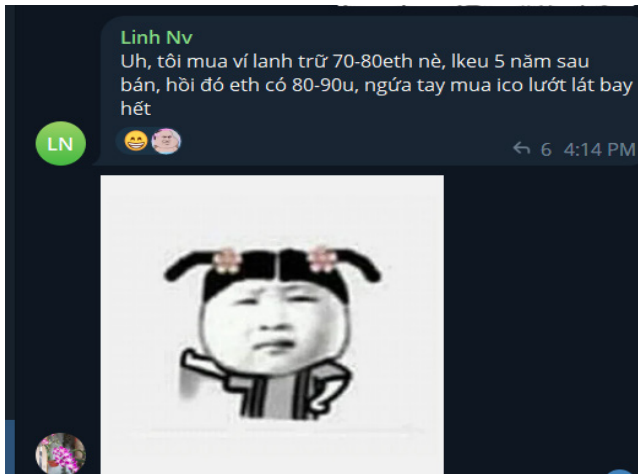 Linh Nv
Uh, tôi mua ví lanh trữ 70-80eth nè, lkeu 5 năm sau
bán, hồi đó eth có 80-90u, ngứa tay mua ico lướt lát bay
hết
LN
6 4:14 PM